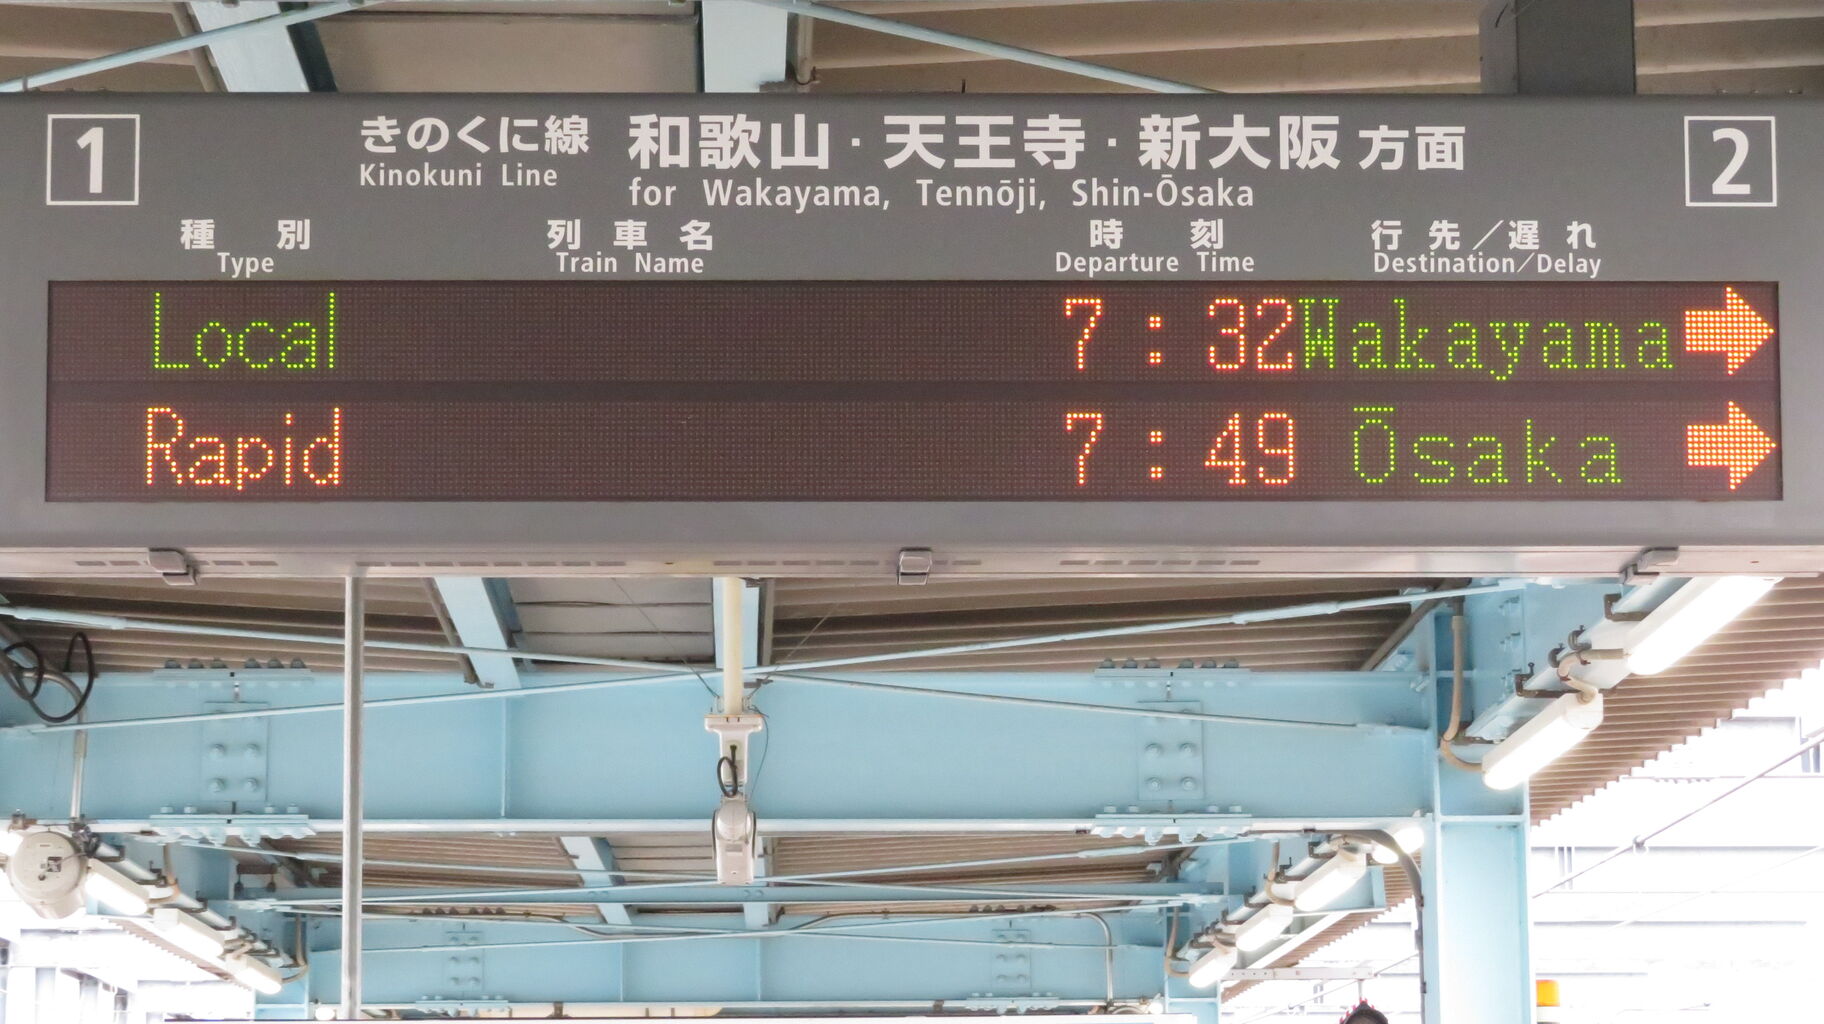 1 きのくに線 和歌山・天王寺・新大阪方面 2
Kinokuni Line for Wakayama, Tennōji, Shin-Ōsaka
種別 列車名 時刻 行先／遅れ
Type Train Name Departure Time Destination/Delay
Local 7:32 Wakayama
Rapid 7:49 Ōsaka